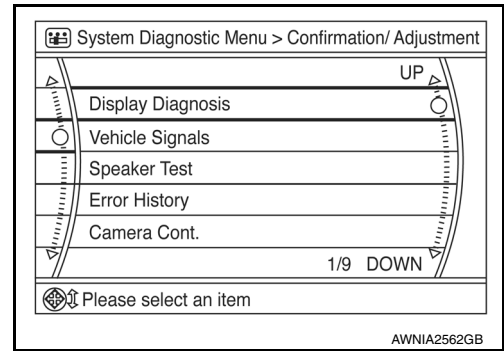 System Diagnostic Menu > Confirmation/ Adjustment
UP
Display Diagnosis
Vehicle Signals
Speaker Test
Error History
Camera Cont.
1/9 DOWN
Please select an item
AWNIA2562GB